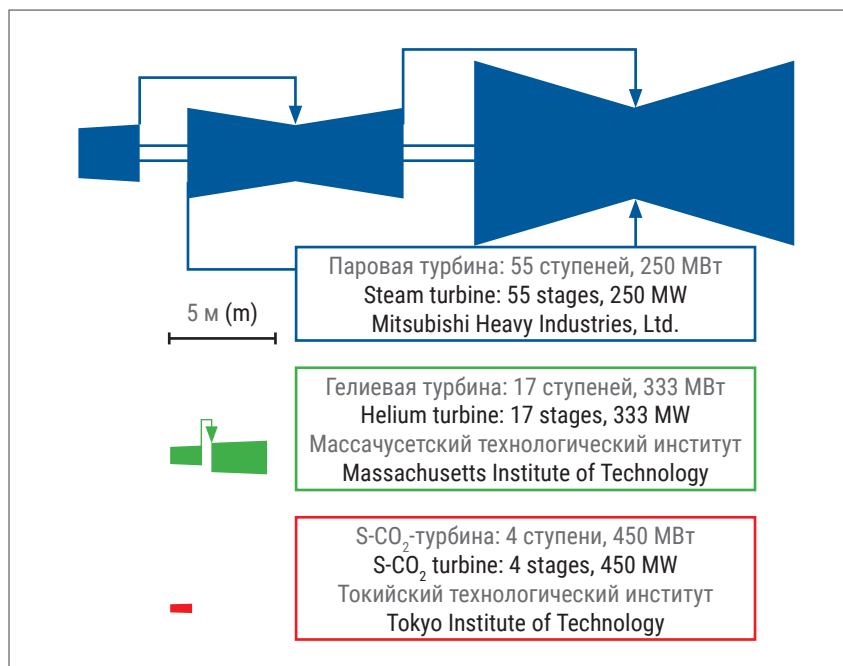 Паровая турбина: 55 ступеней, 250 МВт
Steam turbine: 55 stages, 250 MW
Mitsubishi Heavy Industries, Ltd.
5 м (m)
Гелиевая турбина: 17 ступеней, 333 МВт
Helium turbine: 17 stages, 333 MW
Массачусетский технологический институт
Massachusetts Institute of Technology
S-CO₂-турбина: 4 ступени, 450 МВт
S-CO₂ turbine: 4 stages, 450 MW
Токийский технологический институт
Tokyo Institute of Technology